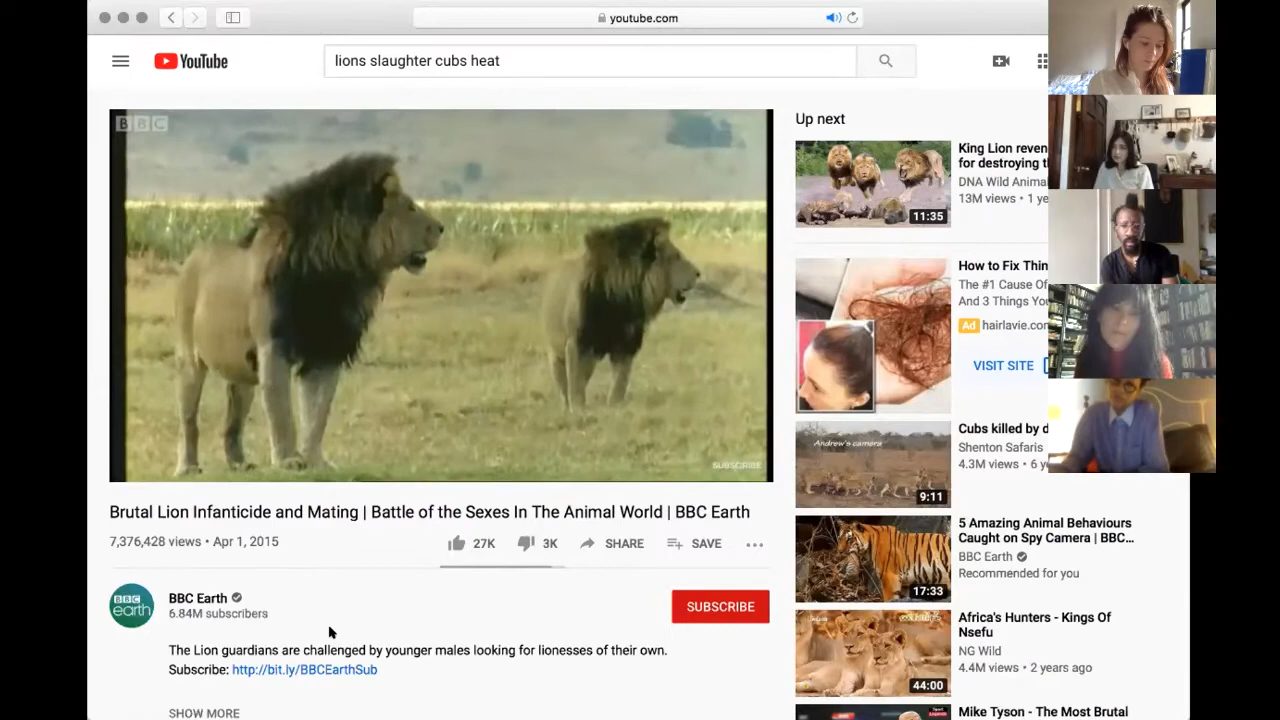 youtube.com
YouTube
lions slaughter cubs heat
BBC
SUBSCRIBE
Brutal Lion Infanticide and Mating | Battle of the Sexes In The Animal World | BBC Earth
7,376,428 views • Apr 1, 2015
27K
3K
SHARE
SAVE
BBC earth
BBC Earth
6.84M subscribers
SUBSCRIBE
The Lion guardians are challenged by younger males looking for lionesses of their own.
Subscribe: http://bit.ly/BBCEarthSub
SHOW MORE
Up next
11:35
King Lion reven
for destroying t
DNA Wild Anima
13M views • 1 ye
How to Fix Thin
The #1 Cause Of
And 3 Things You
Ad hairlavie.com
VISIT SITE
Andrew's camera
9:11
Cubs killed by d
Shenton Safaris
4.3M views • 6 ye
17:33
5 Amazing Animal Behaviours
Caught on Spy Camera | BBC...
BBC Earth
Recommended for you
44:00
Africa's Hunters - Kings Of
Nsefu
NG Wild
4.4M views • 2 years ago
Mike Tyson - The Most Brutal